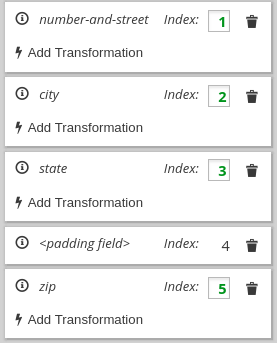 number-and-street Index: 1
Add Transformation
city Index: 2
Add Transformation
state Index: 3
Add Transformation
<padding field> Index: 4
zip Index: 5
Add Transformation